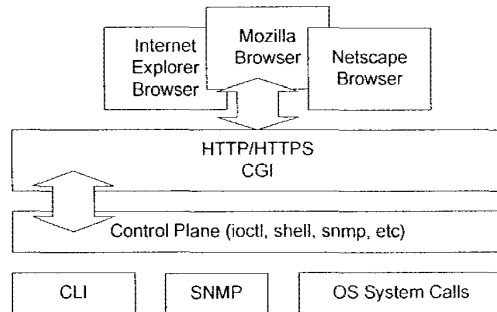 Internet
Explorer
Browser
Mozilla
Browser
Netscape
Browser
HTTP/HTTPS
CGI
Control Plane (ioctl, shell, snmp, etc)
CLI
SNMP
OS System Calls